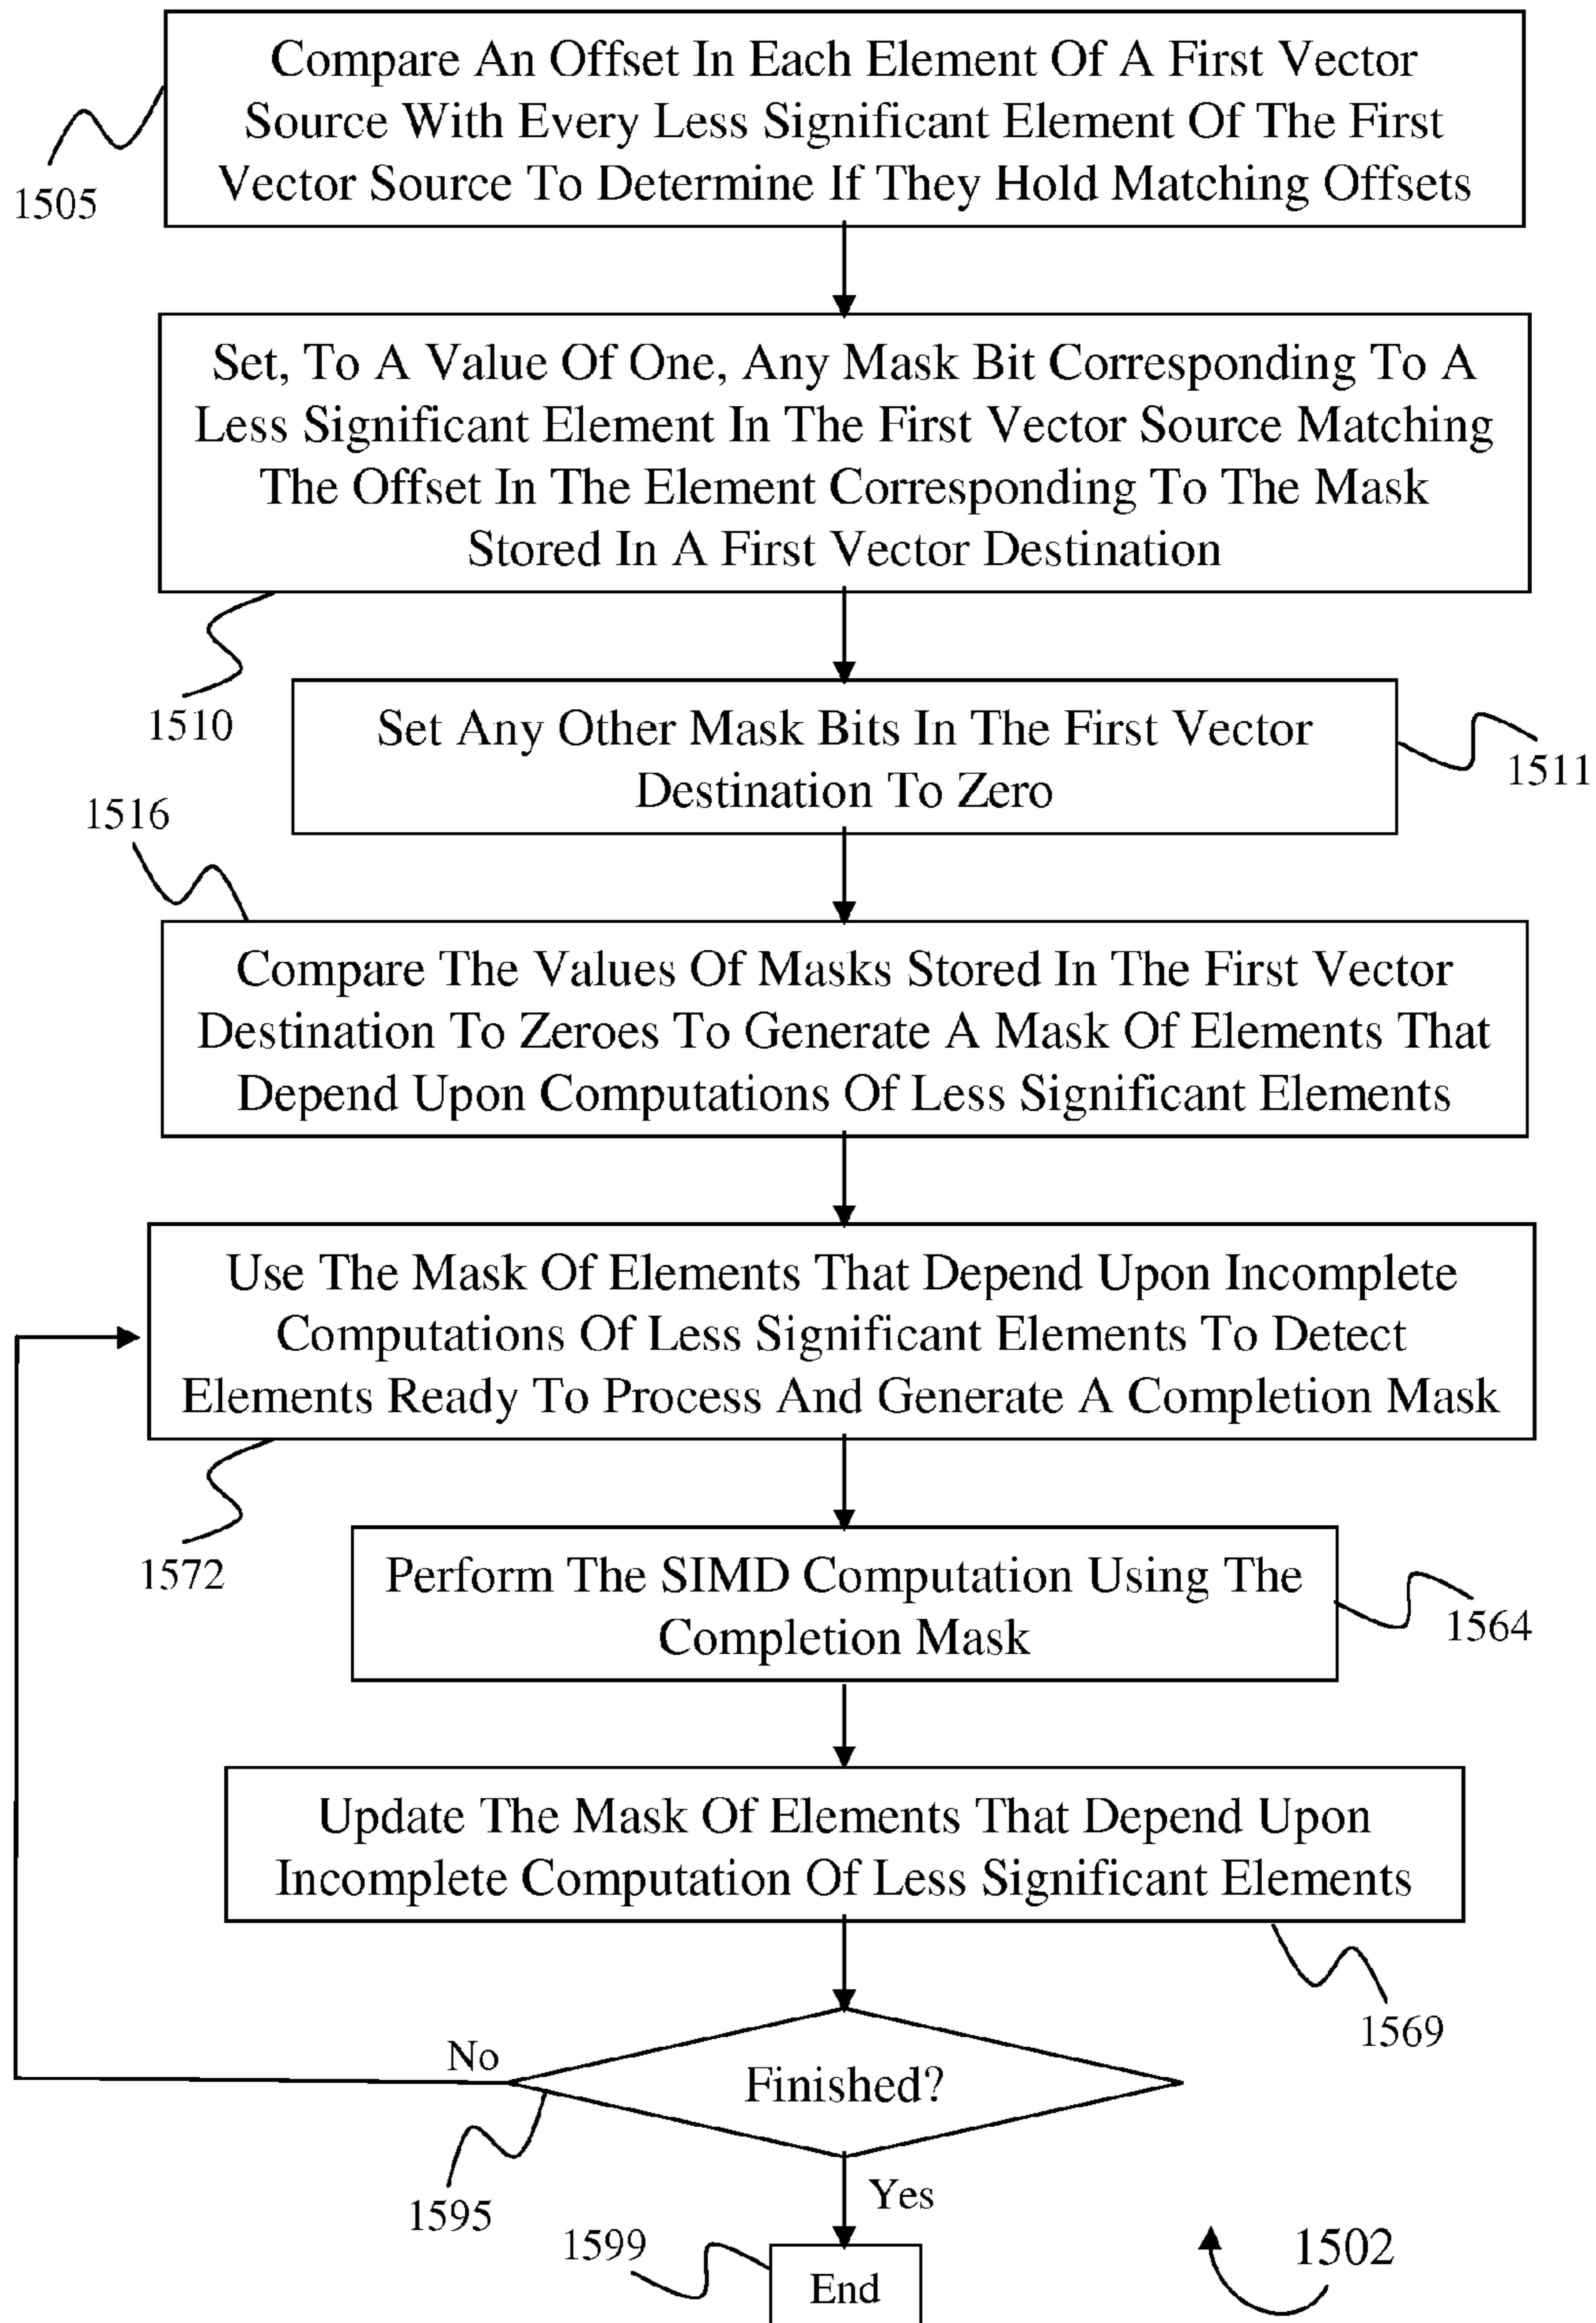 Compare An Offset In Each Element Of A First Vector
Source With Every Less Significant Element Of The First
Vector Source To Determine If They Hold Matching Offsets
1505
Set, To A Value Of One, Any Mask Bit Corresponding To A
Less Significant Element In The First Vector Source Matching
The Offset In The Element Corresponding To The Mask
Stored In A First Vector Destination
1510
Set Any Other Mask Bits In The First Vector
Destination To Zero
1511
1516
Compare The Values Of Masks Stored In The First Vector
Destination To Zeroes To Generate A Mask Of Elements That
Depend Upon Computations Of Less Significant Elements
Use The Mask Of Elements That Depend Upon Incomplete
Computations Of Less Significant Elements To Detect
Elements Ready To Process And Generate A Completion Mask
1572
Perform The SIMD Computation Using The
Completion Mask
1564
Update The Mask Of Elements That Depend Upon
Incomplete Computation Of Less Significant Elements
1569
No
Finished?
1595
Yes
1599
End
1502